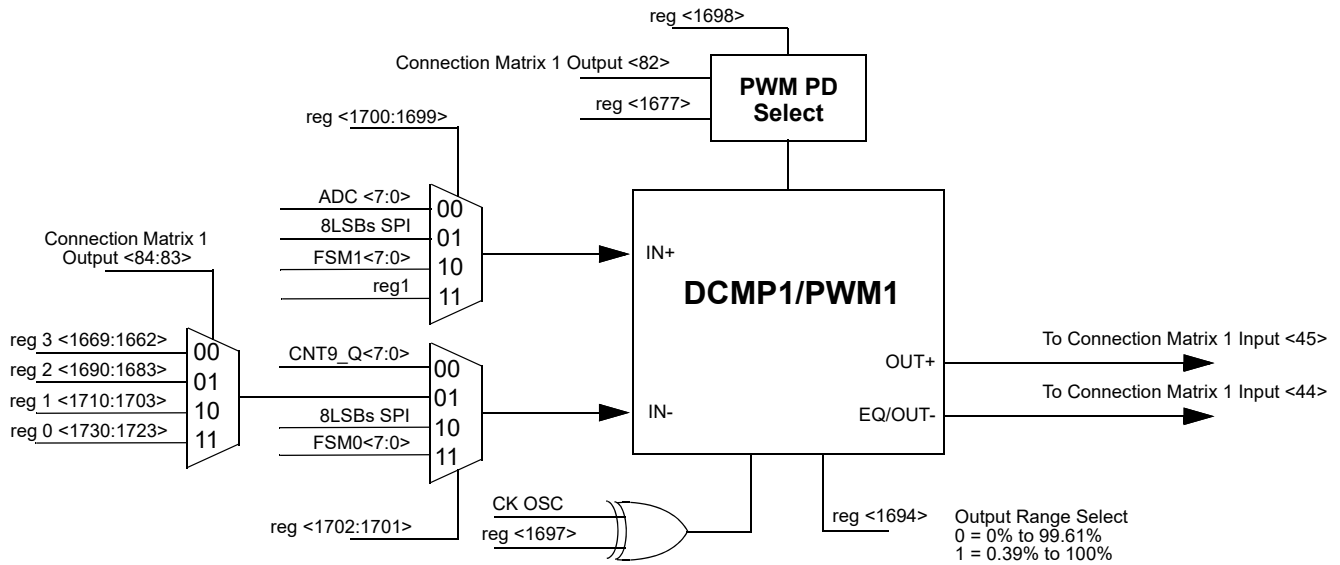 reg <1698>
Connection Matrix 1 Output <82>
reg <1677>
PWM PD
Select
reg <1700:1699>
ADC <7:0>
8LSBs SPI
FSM1<7:0>
reg1
00
01
10
11
Connection Matrix 1
Output <84:83>
reg 3 <1669:1662>
reg 2 <1690:1683>
reg 1 <1710:1703>
reg 0 <1730:1723>
00
01
10
11
CNT9_Q<7:0>
8LSBs SPI
FSM0<7:0>
00
01
10
11
reg <1702:1701>
IN+
DCMP1/PWM1
IN-
OUT+
EQ/OUT-
To Connection Matrix 1 Input <45>
To Connection Matrix 1 Input <44>
CK OSC
reg <1697>
reg <1694>
Output Range Select
0 = 0% to 99.61%
1 = 0.39% to 100%